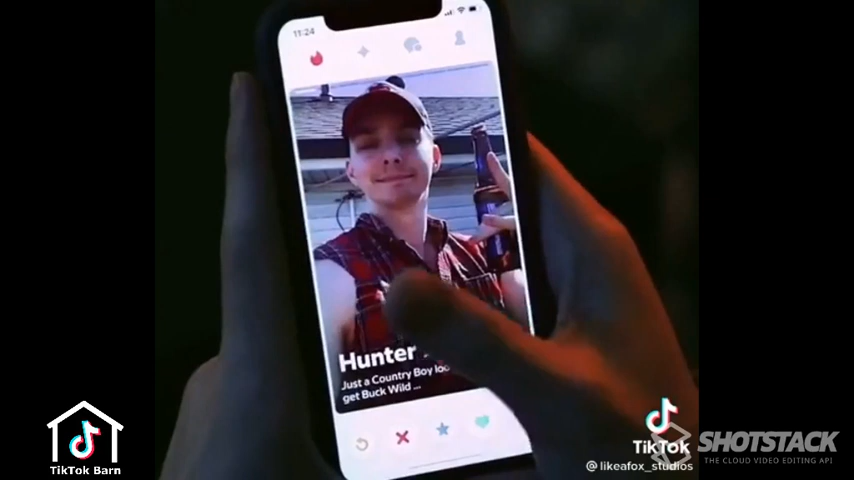 11:24
Hunter
Just a Country Boy
get Buck Wild ...
TikTok
@likeafox_studios
TikTok Barn
SHOTSTACK
THE CLOUD VIDEO EDITING API